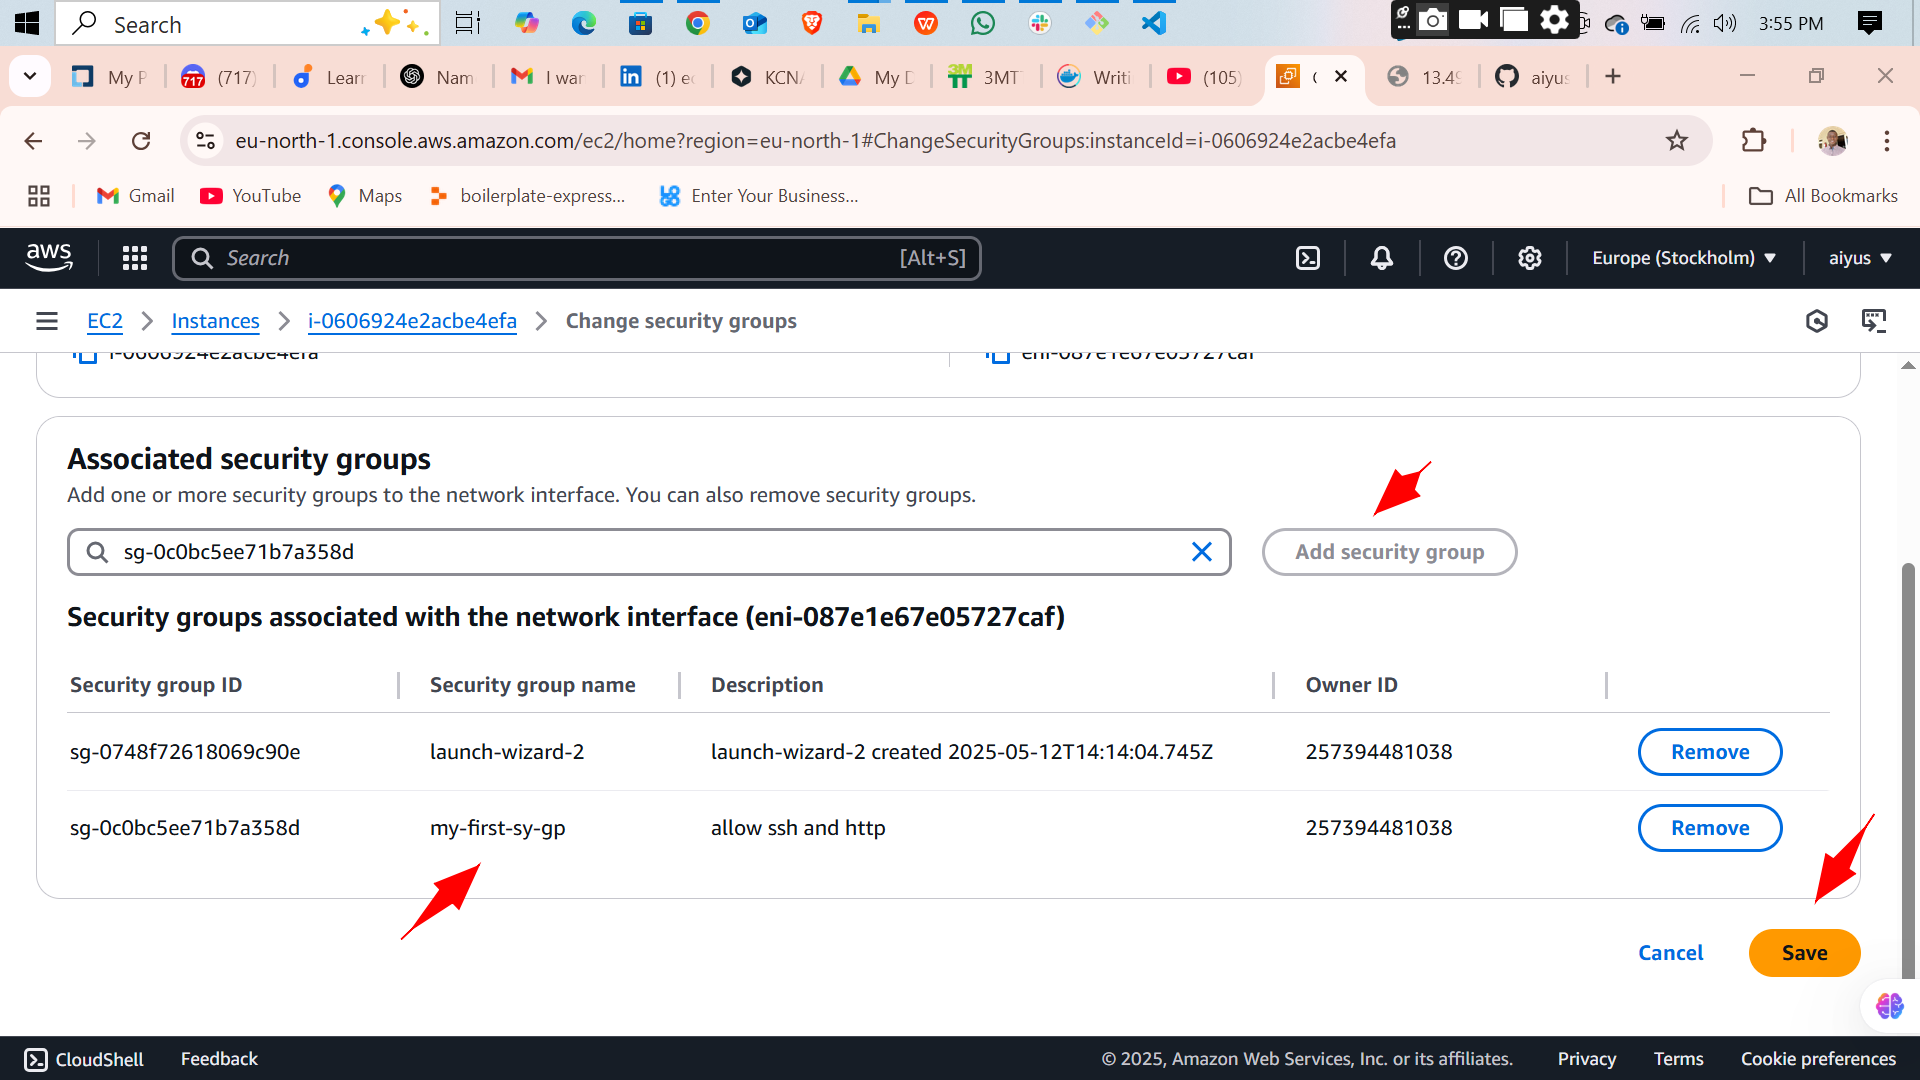 Search
3:55 PM
My P
(717)
Learn
Nam
I war
(1) ec
KCNA
My D
3MT
Writi
(105)
13.49
aiyus
eu-north-1.console.aws.amazon.com/ec2/home?region=eu-north-1#ChangeSecurityGroups:instanceId=i-0606924e2acbe4efa
Gmail
YouTube
Maps
boilerplate-express...
Enter Your Business...
All Bookmarks
aws
Search
[Alt+S]
Europe (Stockholm)
aiyus
EC2
Instances
i-0606924e2acbe4efa
Change security groups
i-0606924e2acbe4efa
eni-087e1e67e05727caf
Associated security groups
Add one or more security groups to the network interface. You can also remove security groups.
sg-0c0bc5ee71b7a358d
Add security group
Security groups associated with the network interface (eni-087e1e67e05727caf)
Security group ID
Security group name
Description
Owner ID
sg-0748f72618069c90e
launch-wizard-2
launch-wizard-2 created 2025-05-12T14:14:04.745Z
257394481038
Remove
sg-0c0bc5ee71b7a358d
my-first-sy-gp
allow ssh and http
257394481038
Remove
Cancel
Save
CloudShell
Feedback
© 2025, Amazon Web Services, Inc. or its affiliates.
Privacy
Terms
Cookie preferences